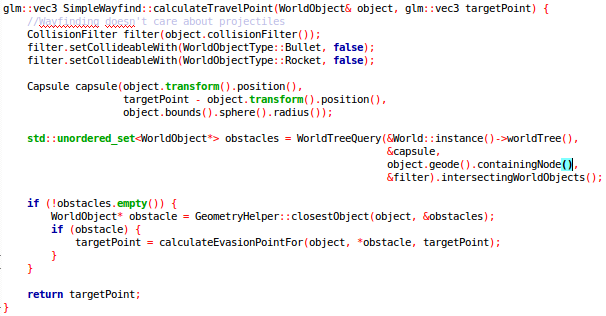 glm::vec3 SimpleWayfind::calculateTravelPoint(WorldObject& object, glm::vec3 targetPoint) {
    //Wayfinding doesn't care about projectiles
    CollisionFilter filter(object.collisionFilter());
    filter.setCollideableWith(WorldObjectType::Bullet, false);
    filter.setCollideableWith(WorldObjectType::Rocket, false);

    Capsule capsule(object.transform().position(),
                    targetPoint - object.transform().position(),
                    object.bounds().sphere().radius());

    std::unordered_set<WorldObject*> obstacles = WorldTreeQuery(&World::instance()->worldTree(),
                                                                &capsule,
                                                                object.geode().containingNode(),
                                                                &filter).intersectingWorldObjects();

    if (!obstacles.empty()) {
        WorldObject* obstacle = GeometryHelper::closestObject(object, &obstacles);
        if (obstacle) {
            targetPoint = calculateEvasionPointFor(object, *obstacle, targetPoint);
        }
    }

    return targetPoint;
}